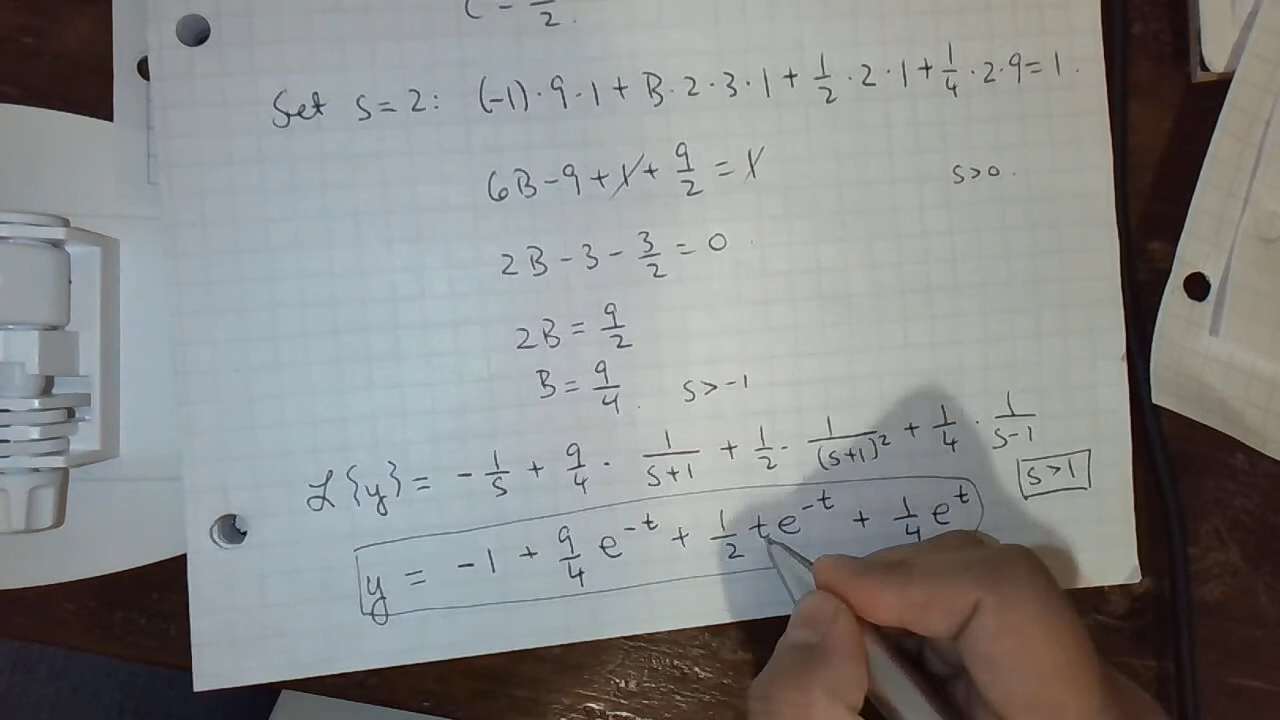 Set s=2: (-1)·9·1 + B·2·3·1 + 1/2·2·1 + 1/4·2·9 = 1.
6B - 9 + 1 + 9/2 = 1 s>0.
2B - 3 - 3/2 = 0.
2B = 9/2
B = 9/4. s>-1
ℒ{y} = -1/s + 9/4 · 1/(s+1) + 1/2 · 1/(s+1)² + 1/4 · 1/(s-1)
s>1
y = -1 + 9/4 e^{-t} + 1/2 te^{-t} + 1/4 e^{t}